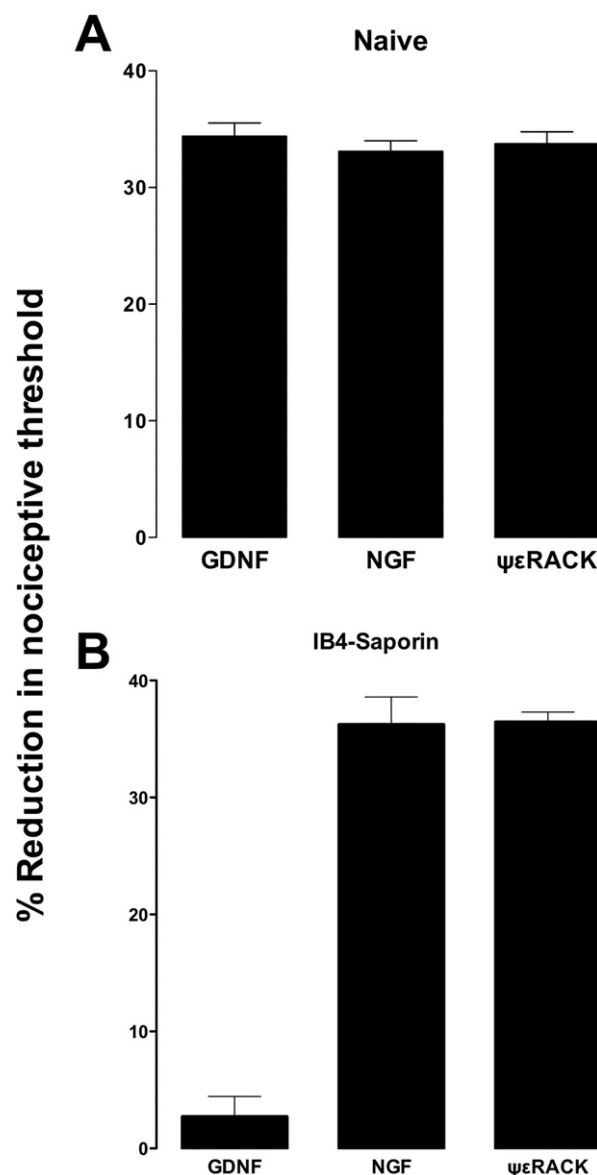 A
Naive
% Reduction in nociceptive threshold
40
30
20
10
0
GDNF NGF ψεRACK
B
IB4-Saporin
40
30
20
10
0
GDNF NGF ψεRACK